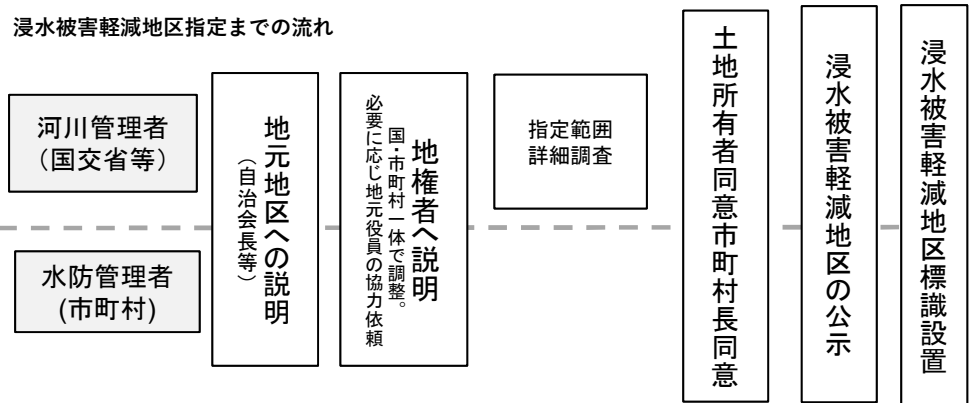 浸水被害軽減地区指定までの流れ
河川管理者
（国交省等）
水防管理者
(市町村)
地元地区への説明
（自治会長等）
地権者へ説明
国・市町村一体で調整。
必要に応じ地元役員の協力依頼
指定範囲
詳細調査
土地所有者同意市町村長同意
浸水被害軽減地区の公示
浸水被害軽減地区標識設置